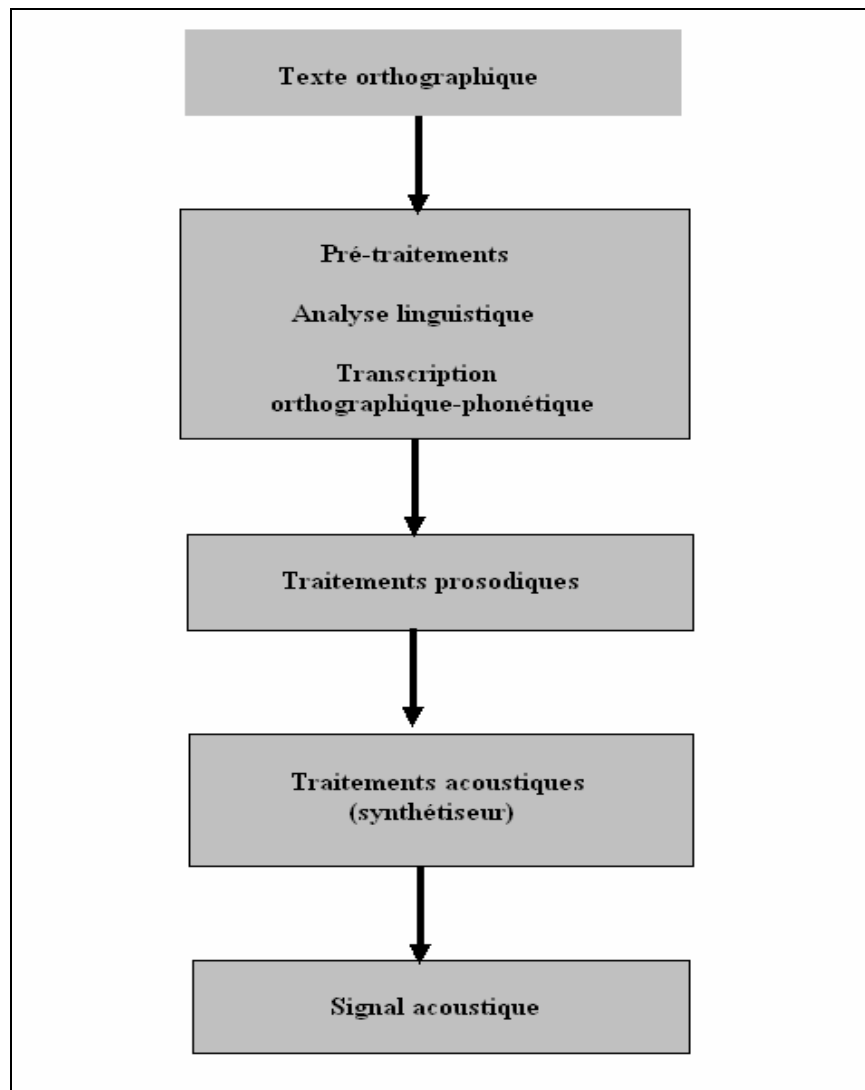 Texte orthographique
Pré-traitements
Analyse linguistique
Transcription
orthographique-phonétique
Traitements prosodiques
Traitements acoustiques
(synthétiseur)
Signal acoustique